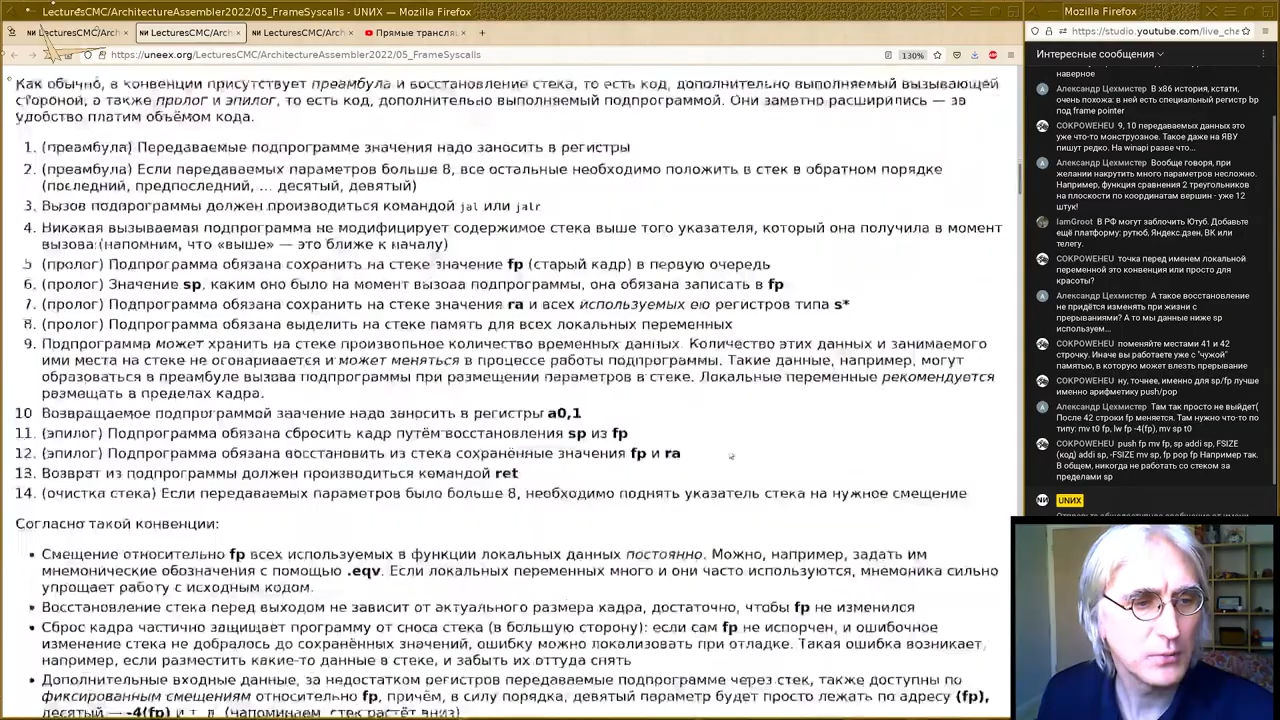 LecturesCMC/ArchitectureAssembler2022/05_FrameSyscalls - UNИX — Mozilla Firefox
Mozilla Firefox
LecturesCMC/Arch
LecturesCMC/Arch
LecturesCMC/Arch
Прямые трансляц
https://uneex.org/LecturesCMC/ArchitectureAssembler2022/05_FrameSyscalls
130%
https://studio.youtube.com/live_cha
Как обычно, в конвенции присутствует преамбула и восстановление стека, то есть код, дополнительно выполняемый вызывающей
стороной, а также пролог и эпилог, то есть код, дополнительно выполняемый подпрограммой. Они заметно расширились — за
удобство платим объёмом кода.
1. (преамбула) Передаваемые подпрограмме значения надо заносить в регистры
2. (преамбула) Если передаваемых параметров больше 8, все остальные необходимо положить в стек в обратном порядке
(последний, предпоследний, … десятый, девятый)
3. Вызов подпрограммы должен производиться командой jal или jalr
4. Никакая вызываемая подпрограмма не модифицирует содержимое стека выше того указателя, который она получила в момент
вызова (напомним, что «выше» — это ближе к началу)
5. (пролог) Подпрограмма обязана сохранить на стеке значение fp (старый кадр) в первую очередь
6. (пролог) Значение sp, каким оно было на момент вызова подпрограммы, она обязана записать в fp
7. (пролог) Подпрограмма обязана сохранить на стеке значения ra и всех используемых ею регистров типа s*
8. (пролог) Подпрограмма обязана выделить на стеке память для всех локальных переменных
9. Подпрограмма может хранить на стеке произвольное количество временных данных. Количество этих данных и занимаемого
ими места на стеке не оговаривается и может меняться в процессе работы подпрограммы. Такие данные, например, могут
образоваться в преамбуле вызова подпрограммы при размещении параметров в стеке. Локальные переменные рекомендуется
размещать в пределах кадра.
10. Возвращаемое подпрограммой значение надо заносить в регистры a0,1
11. (эпилог) Подпрограмма обязана сбросить кадр путём восстановления sp из fp
12. (эпилог) Подпрограмма обязана восстановить из стека сохранённые значения fp и ra
13. Возврат из подпрограммы должен производиться командой ret
14. (очистка стека) Если передаваемых параметров было больше 8, необходимо поднять указатель стека на нужное смещение
Согласно такой конвенции:
Смещение относительно fp всех используемых в функции локальных данных постоянно. Можно, например, задать им
мнемонические обозначения с помощью .eqv. Если локальных переменных много и они часто используются, мнемоника сильно
упрощает работу с исходным кодом.
Восстановление стека перед выходом не зависит от актуального размера кадра, достаточно, чтобы fp не изменился
Сброс кадра частично защищает программу от сноса стека (в большую сторону): если сам fp не испорчен, и ошибочное
изменение стека не добралось до сохранённых значений, ошибку можно локализовать при отладке. Такая ошибка возникает,
например, если разместить какие-то данные в стеке, и забыть их оттуда снять
Дополнительные входные данные, за недостатком регистров передаваемые подпрограмме через стек, также доступны по
фиксированным смещениям относительно fp, причём, в силу порядка, девятый параметр будет просто лежать по адресу (fp),
десятый — -4(fp) и т. д. (напоминаем, стек растёт вниз)
Интересные сообщения
наверное
Александр Цехмистер В x86 история, кстати,
очень похожа: в ней есть специальный регистр bp
под frame pointer
COKPOWEHEU 9, 10 передаваемых данных это
уже что-то монструозное. Такое даже на ЯВУ
пишут редко. На winapi разве что...
Александр Цехмистер Вообще говоря, при
желании накрутить много параметров несложно.
Например, функция сравнения 2 треугольников
на плоскости по координатам вершин - уже 12
штук!
IamGroot В РФ могут заблочить Ютуб. Добавьте
ещё платформу: рутюб, Яндекс.дзен, ВК или
телегу.
COKPOWEHEU точка перед именем локальной
переменной это конвенция или просто для
красоты?
Александр Цехмистер А такое восстановление
не придётся изменять при жизни с
прерываниями? А то мы данные ниже sp
используем...
COKPOWEHEU поменяйте местами 41 и 42
строчку. Иначе вы работаете уже с "чужой"
памятью, в которую может влезть прерывание
COKPOWEHEU ну, точнее, именно для sp/fp лучше
именно арифметику push/pop
Александр Цехмистер Там так просто не выйдет(
После 42 строки fp меняется. Там нужно что-то по
типу: mv t0 fp, lw fp -4(fp), mv sp t0
COKPOWEHEU push fp mv fp, sp addi sp, FSIZE
(код) addi sp, -FSIZE mv sp, fp pop fp Например так.
В общем, никогда не работать со стеком за
пределами sp
UNИX